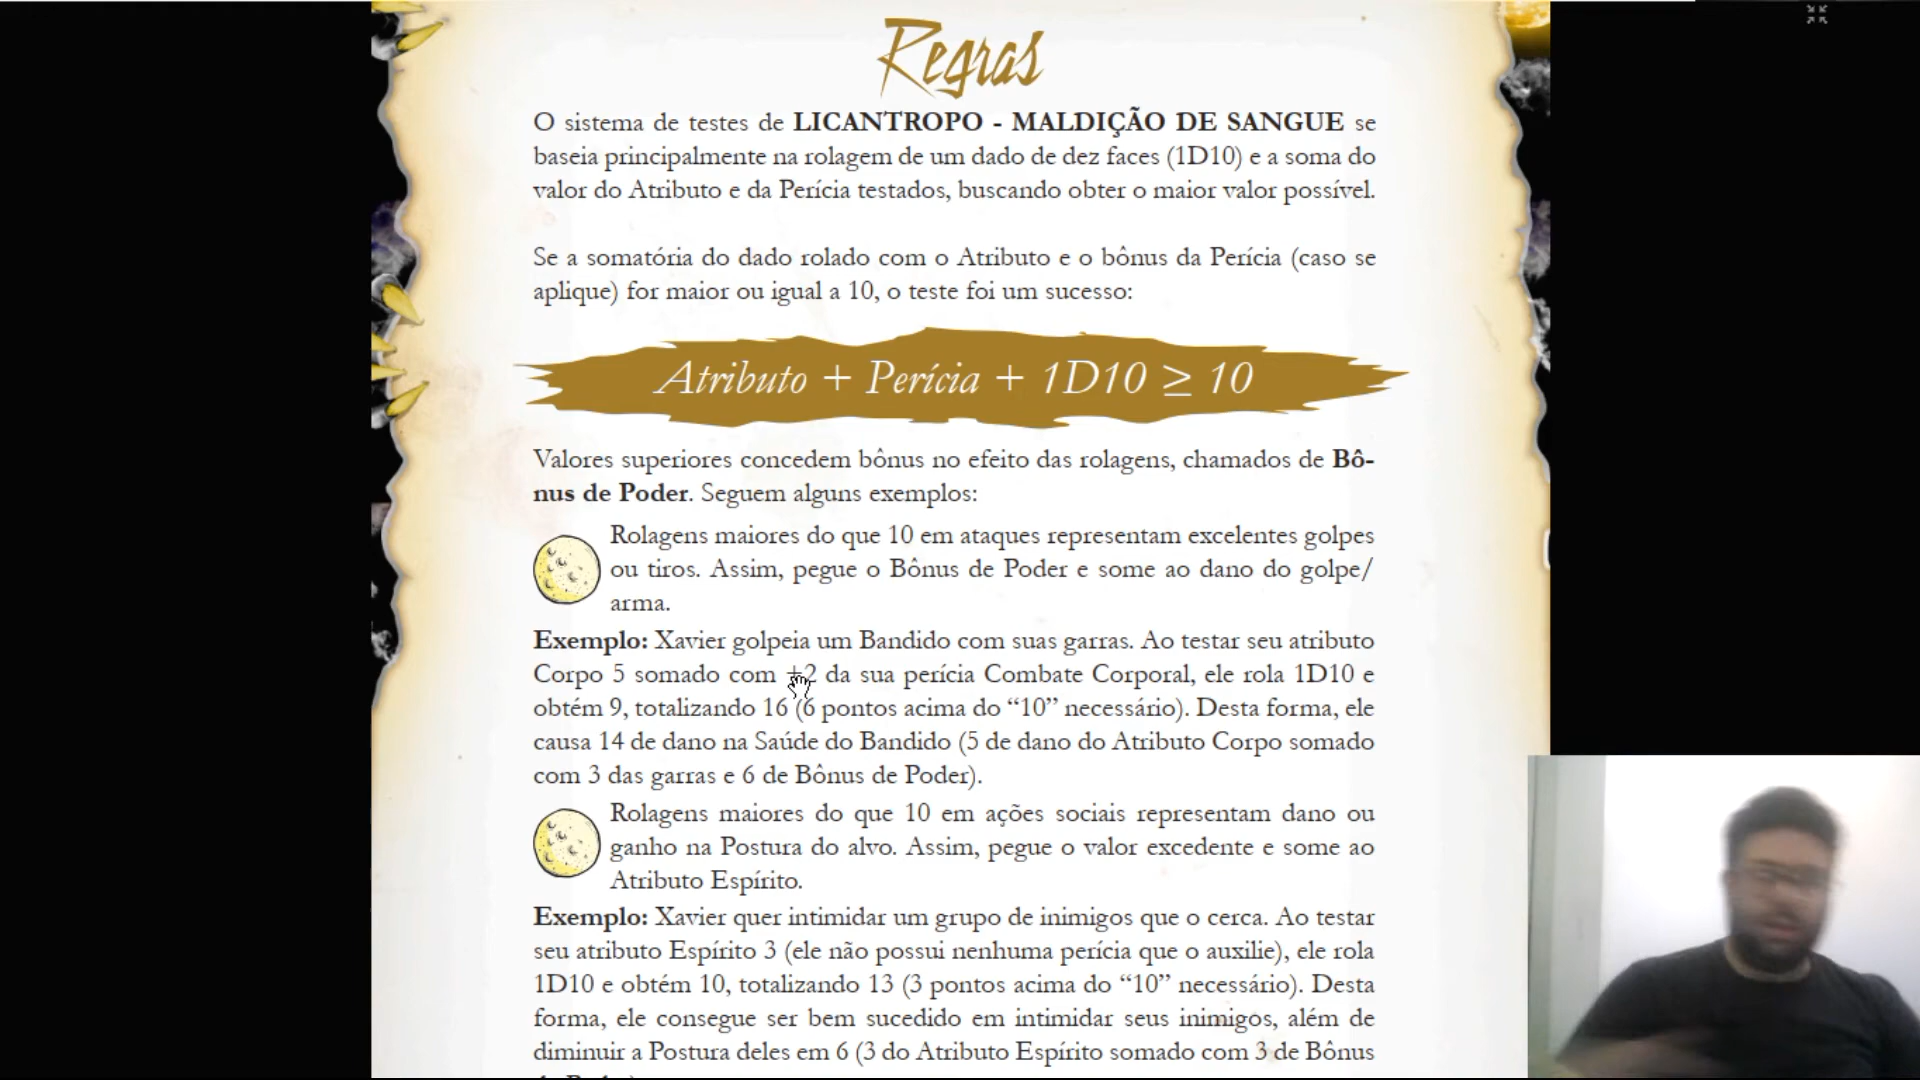 Regras
O sistema de testes de LICANTROPO - MALDIÇÃO DE SANGUE se
baseia principalmente na rolagem de um dado de dez faces (1D10) e a soma do
valor do Atributo e da Perícia testados, buscando obter o maior valor possível.
Se a somatória do dado rolado com o Atributo e o bônus da Perícia (caso se
aplique) for maior ou igual a 10, o teste foi um sucesso:
Atributo + Perícia + 1D10 ≥ 10
Valores superiores concedem bônus no efeito das rolagens, chamados de Bô-
nus de Poder. Seguem alguns exemplos:
Rolagens maiores do que 10 em ataques representam excelentes golpes
ou tiros. Assim, pegue o Bônus de Poder e some ao dano do golpe/
arma.
Exemplo: Xavier golpeia um Bandido com suas garras. Ao testar seu atributo
Corpo 5 somado com +2 da sua perícia Combate Corporal, ele rola 1D10 e
obtém 9, totalizando 16 (6 pontos acima do “10” necessário). Desta forma, ele
causa 14 de dano na Saúde do Bandido (5 de dano do Atributo Corpo somado
com 3 das garras e 6 de Bônus de Poder).
Rolagens maiores do que 10 em ações sociais representam dano ou
ganho na Postura do alvo. Assim, pegue o valor excedente e some ao
Atributo Espírito.
Exemplo: Xavier quer intimidar um grupo de inimigos que o cerca. Ao testar
seu atributo Espírito 3 (ele não possui nenhuma perícia que o auxilie), ele rola
1D10 e obtém 10, totalizando 13 (3 pontos acima do “10” necessário). Desta
forma, ele consegue ser bem sucedido em intimidar seus inimigos, além de
diminuir a Postura deles em 6 (3 do Atributo Espírito somado com 3 de Bônus